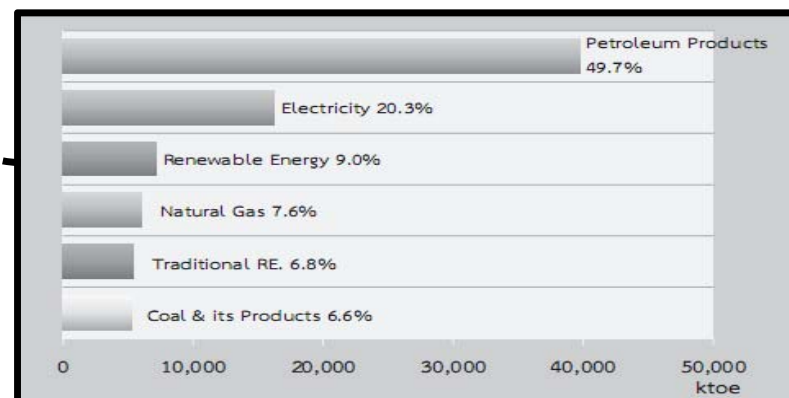 Petroleum Products
49.7%
Electricity 20.3%
Renewable Energy 9.0%
Natural Gas 7.6%
Traditional RE. 6.8%
Coal & its Products 6.6%
0 10,000 20,000 30,000 40,000 50,000
ktoe